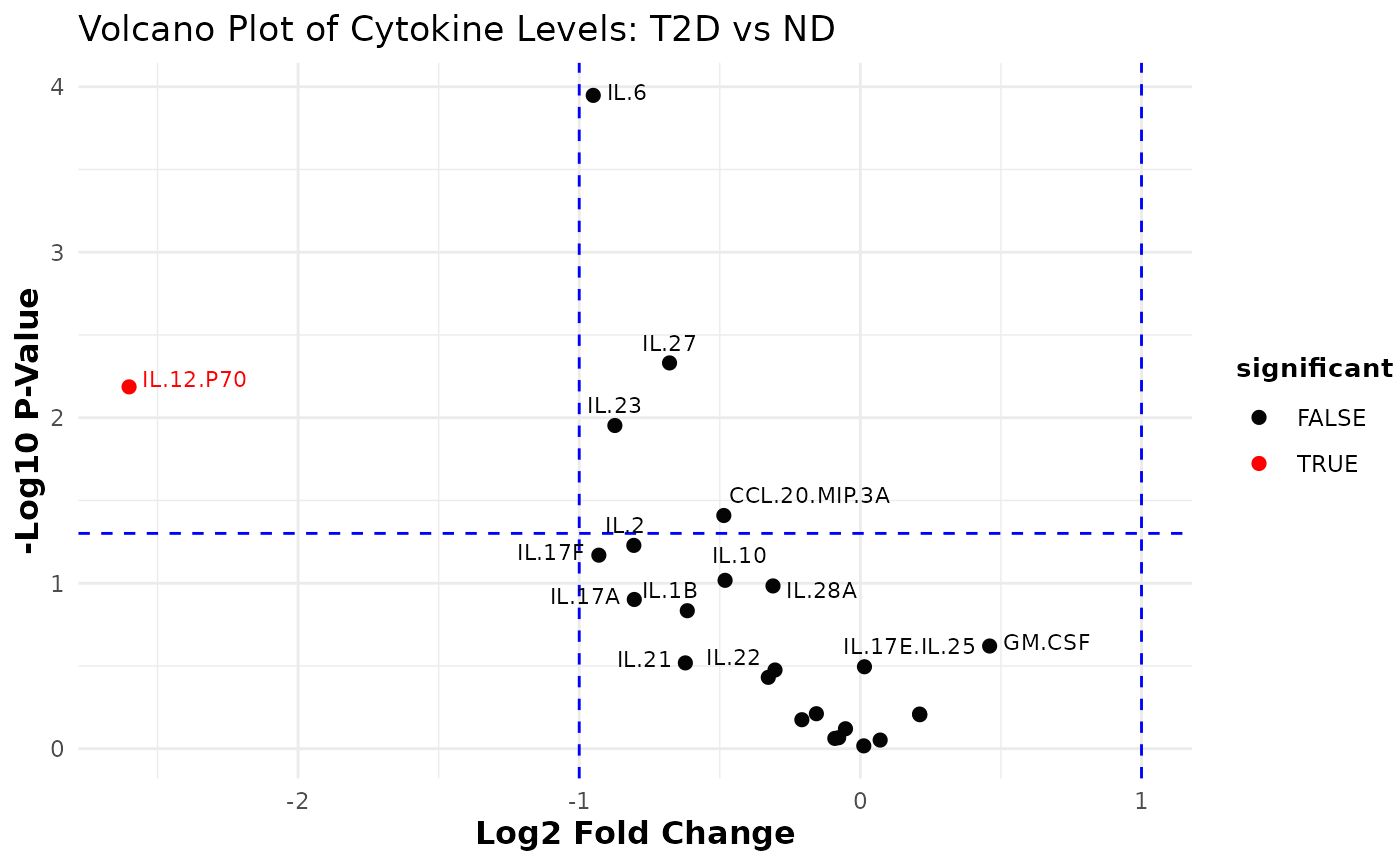 Volcano Plot of Cytokine Levels: T2D vs ND
-Log10 P-Value
4
3
2
1
0
IL.6
IL.27
IL.12.P70
IL.23
CCL.20.MIP.3A
IL.2
IL.17F
IL.10
IL.17A
IL.1B
IL.28A
IL.21
IL.22
IL.17E.IL.25
GM.CSF
-2
-1
0
1
Log2 Fold Change
significant
FALSE
TRUE